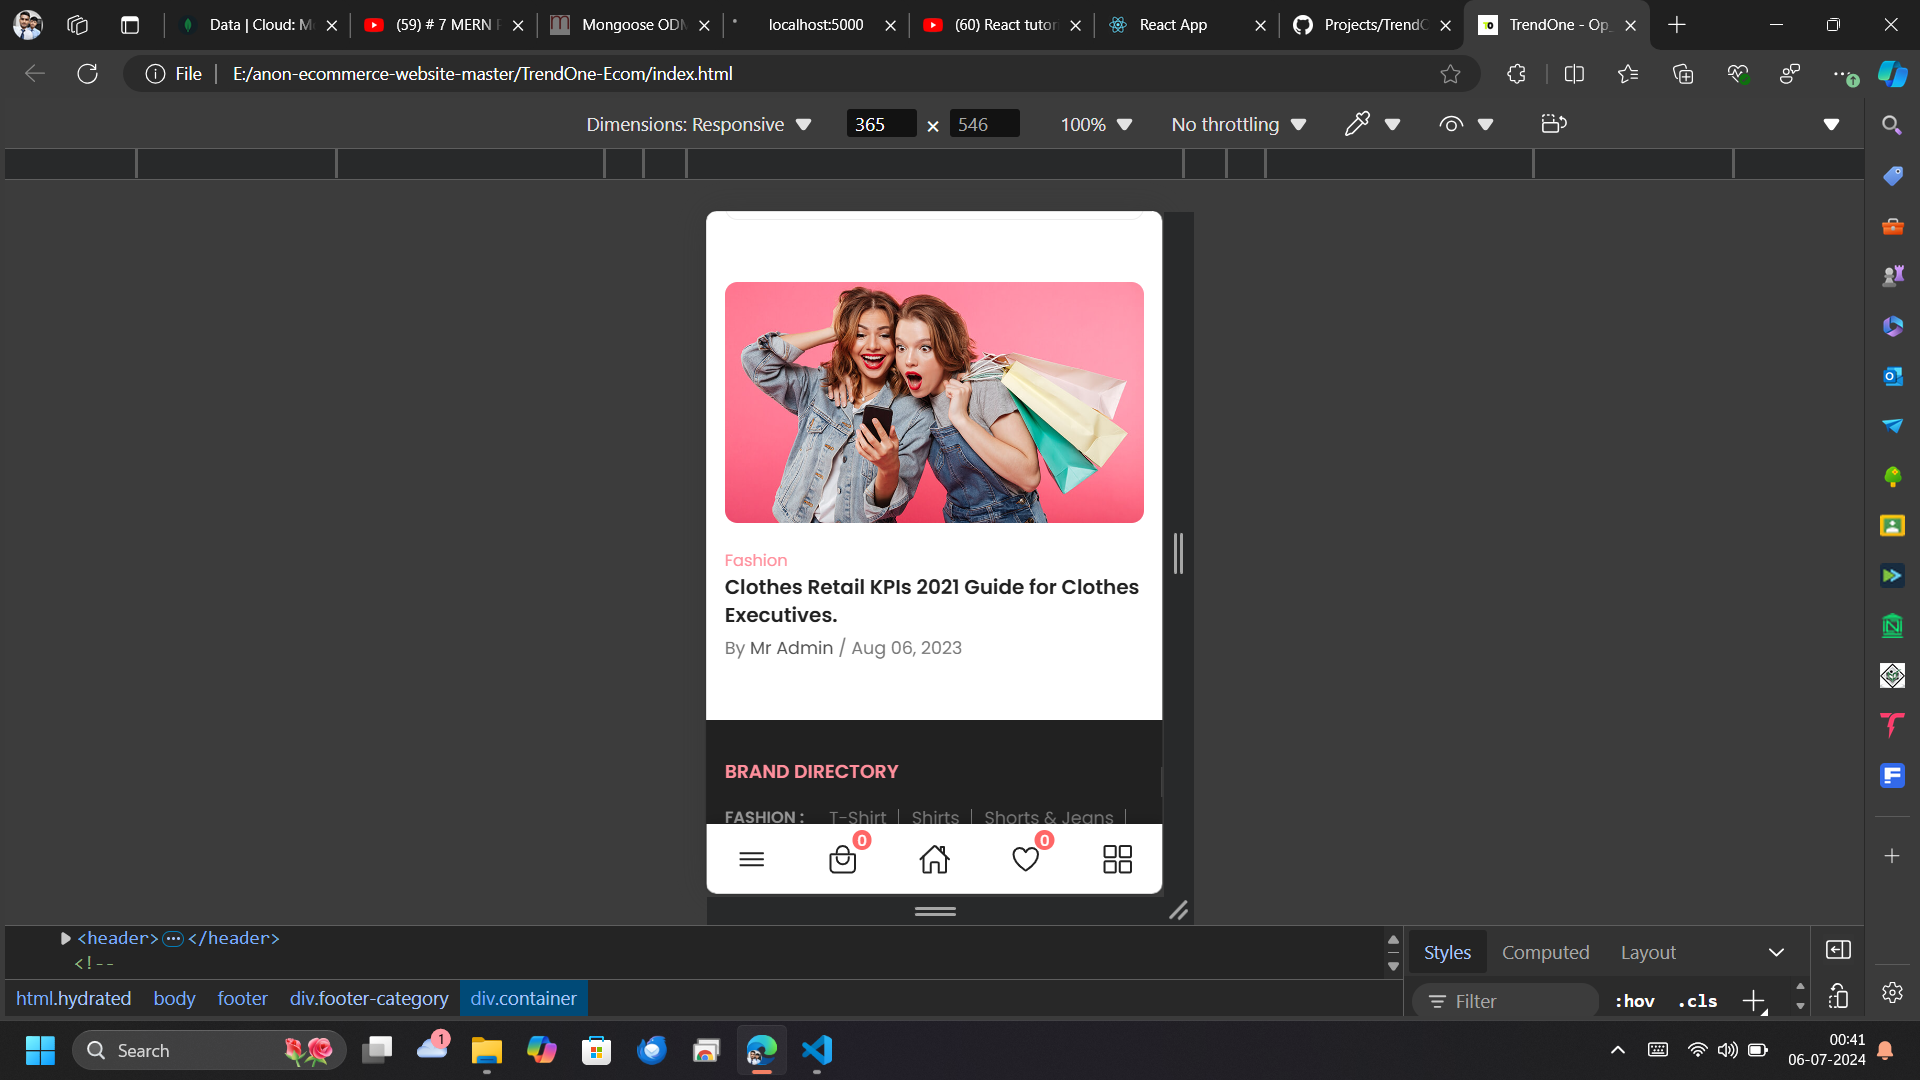 Data | Cloud: M
(59) # 7 MERN
Mongoose ODM
localhost:5000
(60) React tutor
React App
Projects/TrendO
TrendOne - Op
File
E:/anon-ecommerce-website-master/TrendOne-Ecom/index.html
Dimensions: Responsive
365
×
546
100%
No throttling
Fashion
Clothes Retail KPIs 2021 Guide for Clothes
Executives.
By Mr Admin / Aug 06, 2023
BRAND DIRECTORY
FASHION :
T-Shirt
Shirts
Shorts & Jeans
0
0
<header>
</header>
<!--
html.hydrated
body
footer
div.footer-category
div.container
Styles
Computed
Layout
Filter
:hov
.cls
Search
1
00:41
06-07-2024